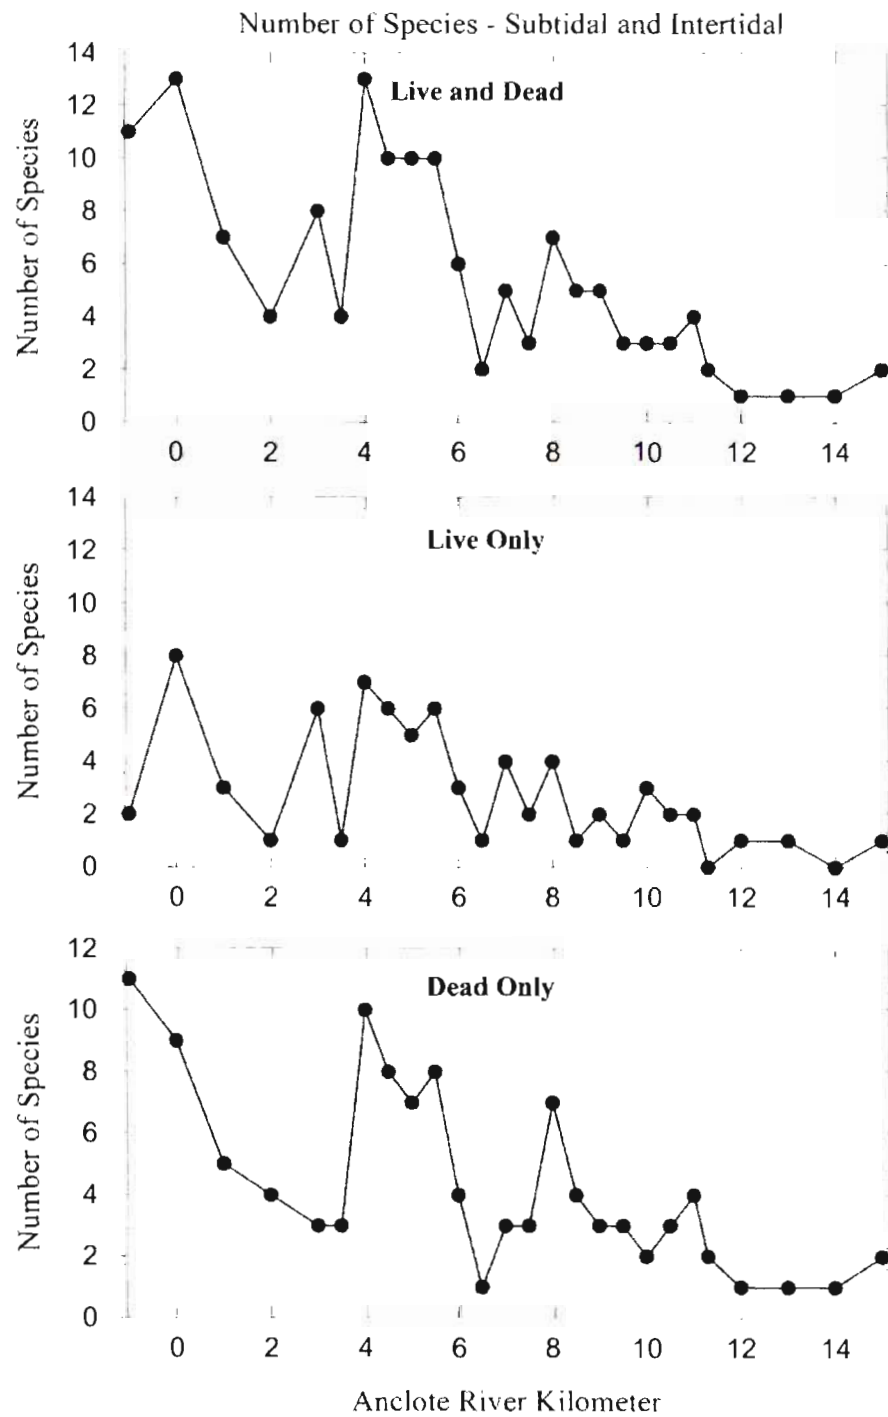 Number of Species - Subtidal and Intertidal
Live and Dead
Number of Species
14
12
10
8
6
4
2
0
0 2 4 6 8 10 12 14
Live Only
Number of Species
14
12
10
8
6
4
2
0
0 2 4 6 8 10 12 14
Dead Only
Number of Species
12
10
8
6
4
2
0
0 2 4 6 8 10 12 14
Anclote River Kilometer